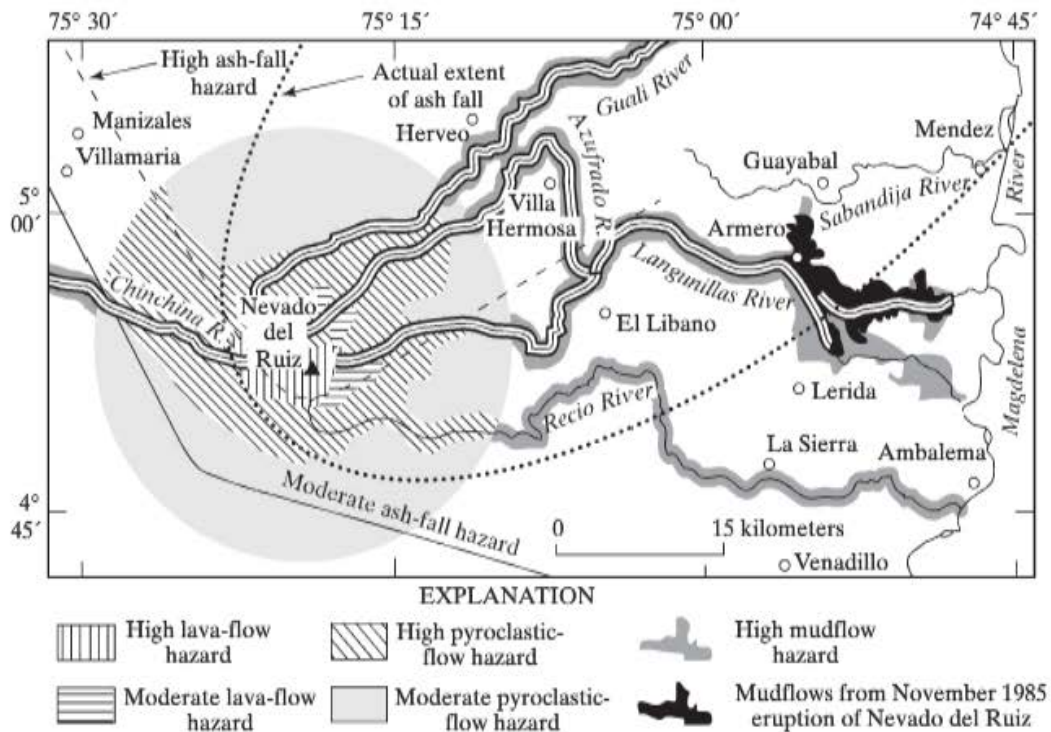 75° 30´
75° 15´
75° 00´
74° 45´
High ash-fall
hazard
Actual extent
of ash fall
Manizales
Villamaria
Herveo
Guali River
Azufrado R.
Mendez
Guayabal
River
5°
00´
Villa
Hermosa
Sabandija River
Armero
Chinchina R.
Nevado
del
Ruiz
Langunillas River
El Libano
Magdelena
Lerida
Recio River
La Sierra
Ambalema
4°
45´
Moderate ash-fall hazard
0
15 kilometers
Venadillo
EXPLANATION
High lava-flow
hazard
High pyroclastic-
flow hazard
High mudflow
hazard
Moderate lava-flow
hazard
Moderate pyroclastic-
flow hazard
Mudflows from November 1985
eruption of Nevado del Ruiz